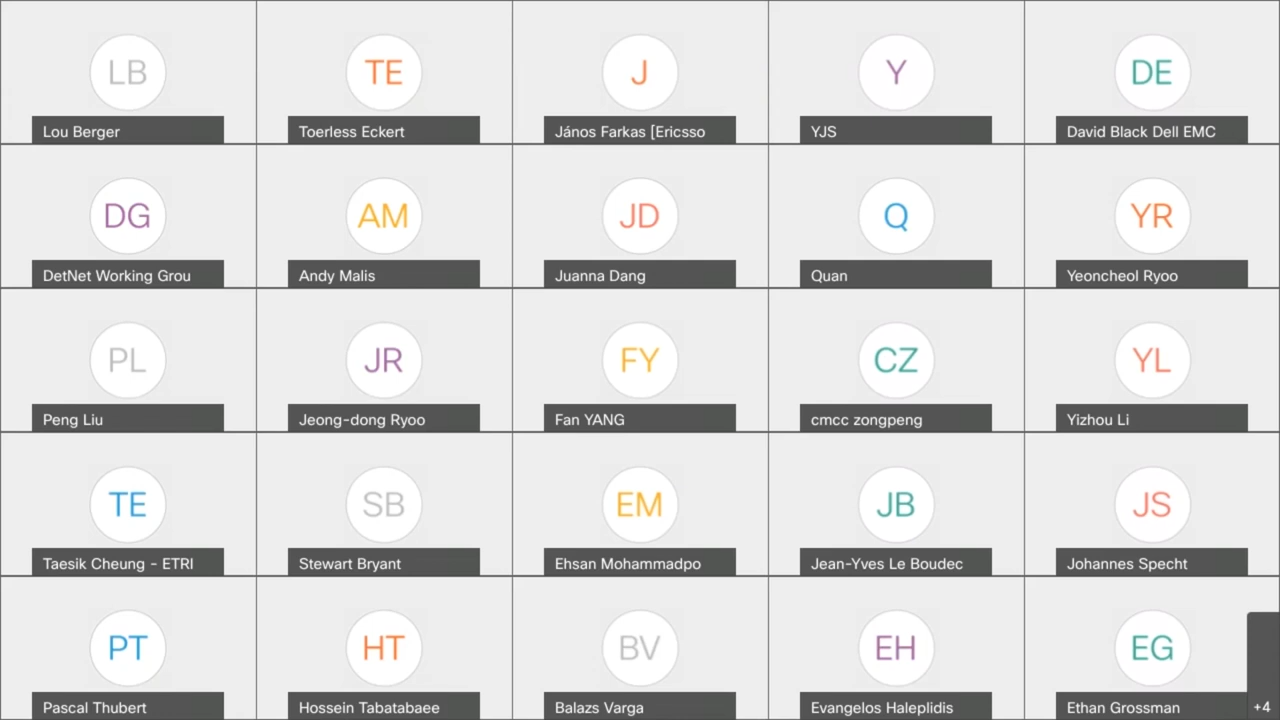 LB
Lou Berger
TE
Toerless Eckert
J
János Farkas [Ericsso
Y
YJS
DE
David Black Dell EMC
DG
DetNet Working Grou
AM
Andy Malis
JD
Juanna Dang
Q
Quan
YR
Yeoncheol Ryoo
PL
Peng Liu
JR
Jeong-dong Ryoo
FY
Fan YANG
CZ
cmcc zongpeng
YL
Yizhou Li
TE
Taesik Cheung - ETRI
SB
Stewart Bryant
EM
Ehsan Mohammadpo
JB
Jean-Yves Le Boudec
JS
Johannes Specht
PT
Pascal Thubert
HT
Hossein Tabatabaee
BV
Balazs Varga
EH
Evangelos Haleplidis
EG
Ethan Grossman
+4